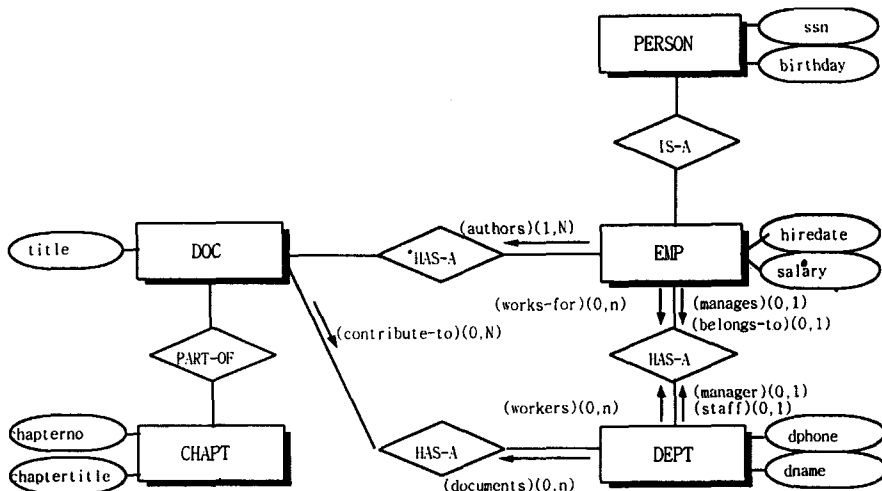 ssn
PERSON
birthday
IS-A
(authors)(1,N)
title
DOC
HAS-A
EMP
hiredate
salary
(works-for)(0,n)
(manages)(0,1)
(contribute-to)(0,N)
(belongs-to)(0,1)
PART-OF
HAS-A
(manager)(0,1)
(workers)(0,n)
(staff)(0,1)
chapterno
CHAPT
HAS-A
DEPT
dphone
chaptertitle
dname
(documents)(0,n)